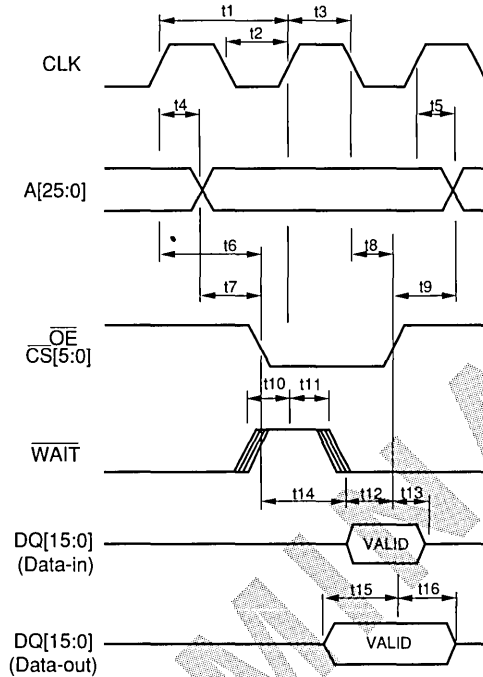 t1
t2
t3
CLK
t4
t5
A[25:0]
t6
t8
t7
t9
OE
CS[5:0]
t10
t11
WAIT
t14
t12
t13
DQ[15:0]
(Data-in)
VALID
t15
t16
DQ[15:0]
(Data-out)
VALID